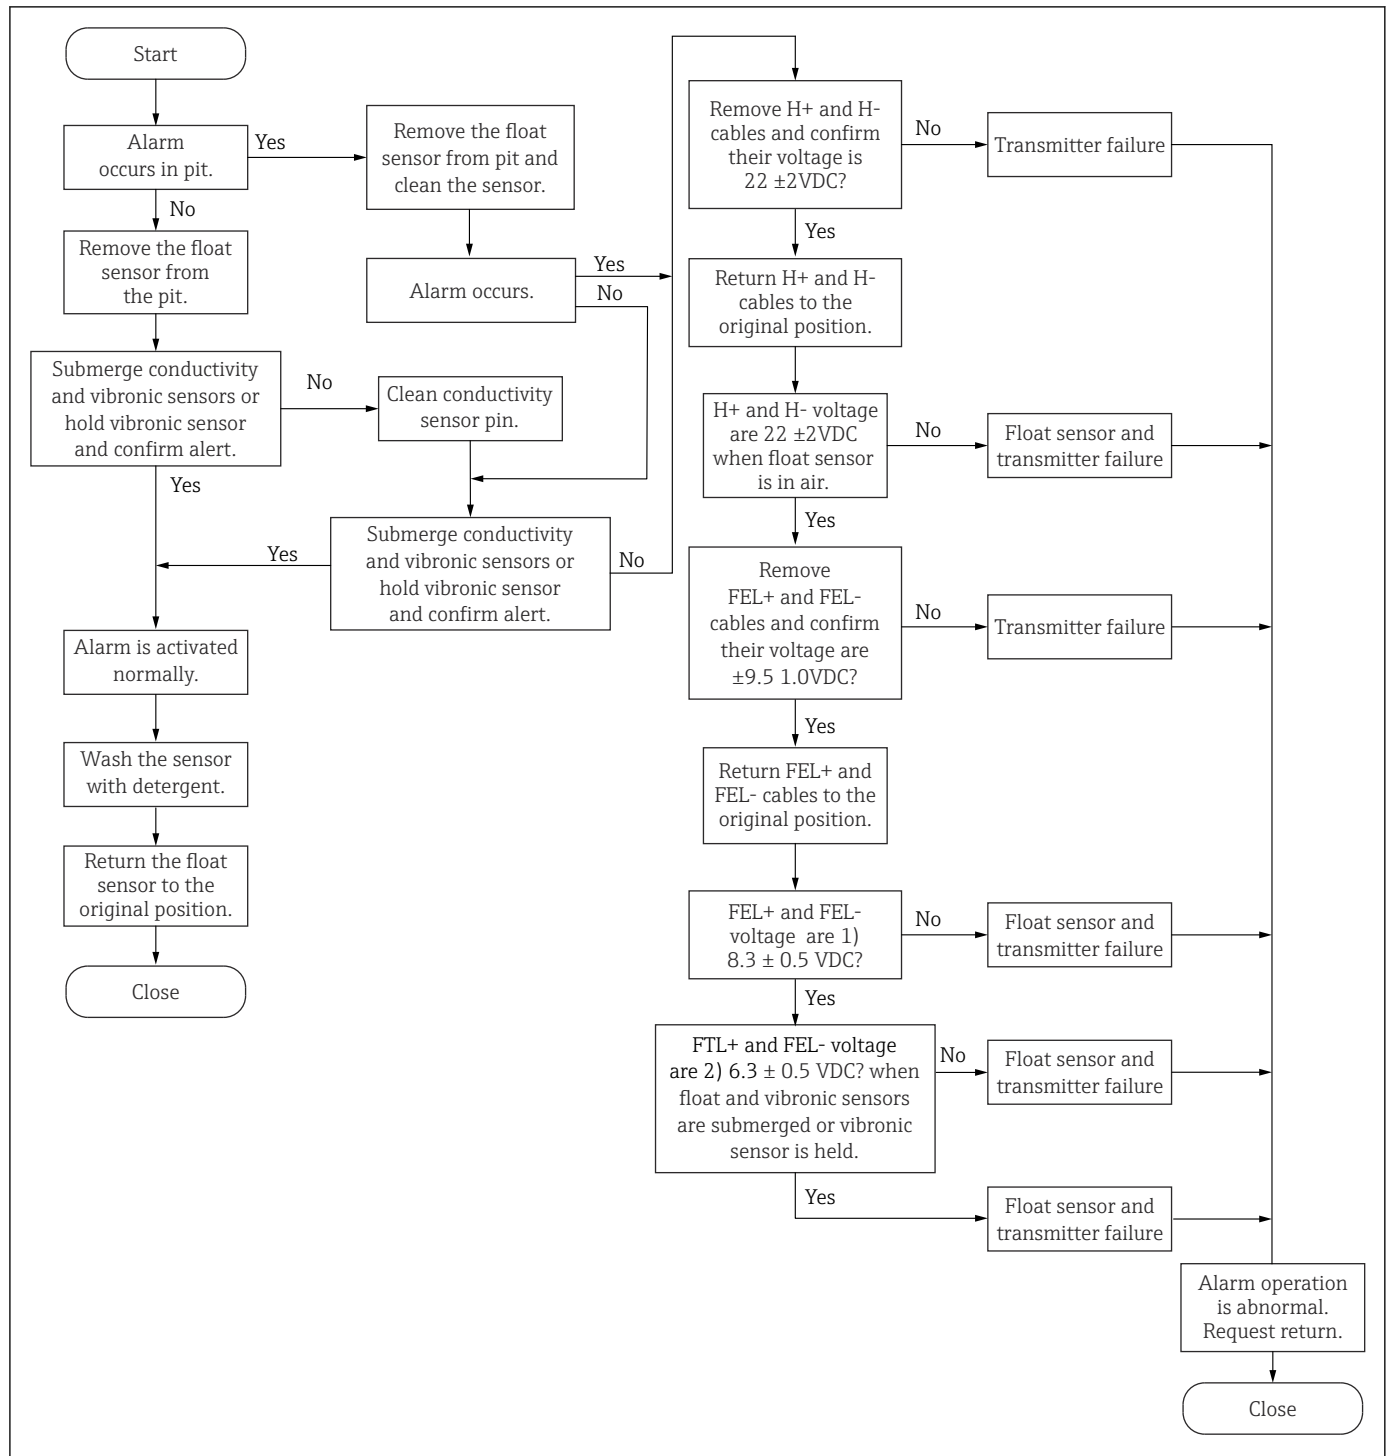 Start
Alarm
occurs in pit.
Yes
No
Remove the float
sensor from pit and
clean the sensor.
Alarm occurs.
Yes
No
Remove the float
sensor from
the pit.
Submerge conductivity
and vibronic sensors or
hold vibronic sensor
and confirm alert.
No
Yes
Clean conductivity
sensor pin.
Submerge conductivity
and vibronic sensors or
hold vibronic sensor
and confirm alert.
Yes
No
Alarm is activated
normally.
Wash the sensor
with detergent.
Return the float
sensor to the
original position.
Close
Remove H+ and H-
cables and confirm
their voltage is
22 ±2VDC?
No
Transmitter failure
Yes
Return H+ and H-
cables to the
original position.
H+ and H- voltage
are 22 ±2VDC
when float sensor
is in air.
No
Float sensor and
transmitter failure
Yes
Remove
FEL+ and FEL-
cables and confirm
their voltage are
±9.5 1.0VDC?
No
Transmitter failure
Yes
Return FEL+ and
FEL- cables to the
original position.
FEL+ and FEL-
voltage are 1)
8.3 ± 0.5 VDC?
No
Float sensor and
transmitter failure
Yes
FTL+ and FEL- voltage
are 2) 6.3 ± 0.5 VDC? when
float and vibronic sensors
are submerged or vibronic
sensor is held.
No
Float sensor and
transmitter failure
Yes
Float sensor and
transmitter failure
Alarm operation
is abnormal.
Request return.
Close